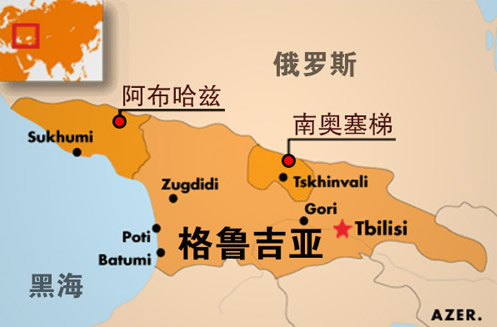 俄罗斯
阿布哈兹
南奥塞梯
Sukhumi
Tskhinvali
Zugdidi
Gori
Tbilisi
Poti
格鲁吉亚
Batumi
黑海
AZER.